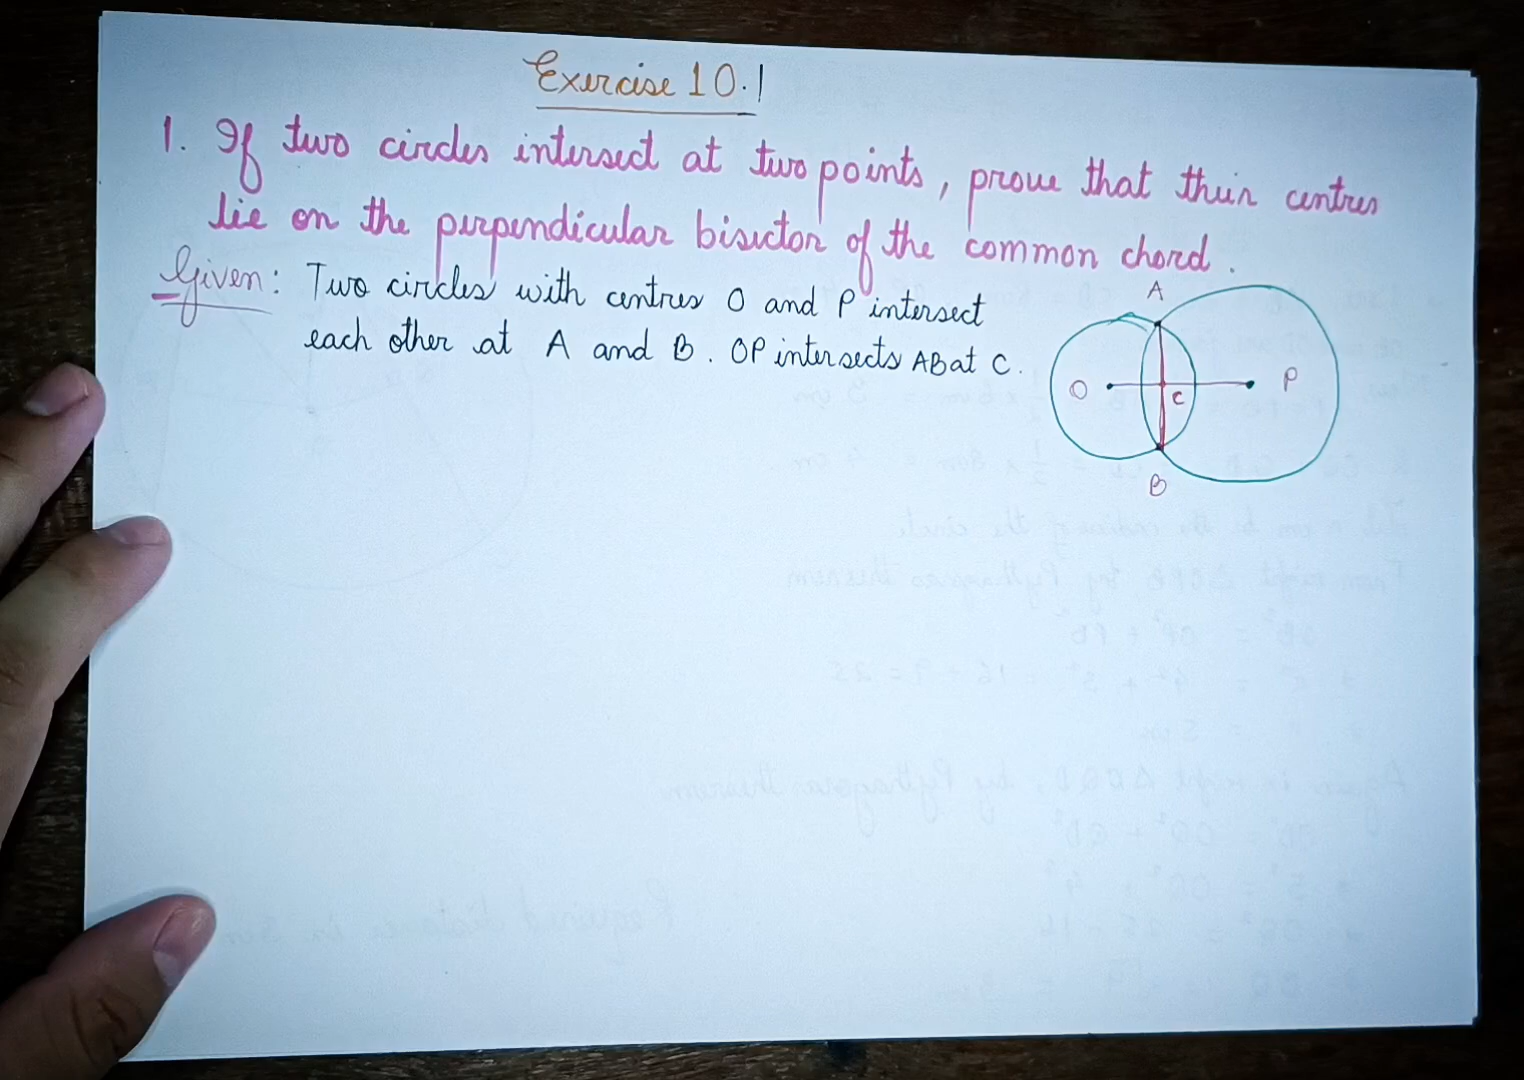 Exercise 10.1
1. If two circles intersect at two points, prove that their centres
lie on the perpendicular bisector of the common chord.
Given: Two circles with centres O and P intersect
each other at A and B. OP intersects AB at C.
A
O
C
P
B